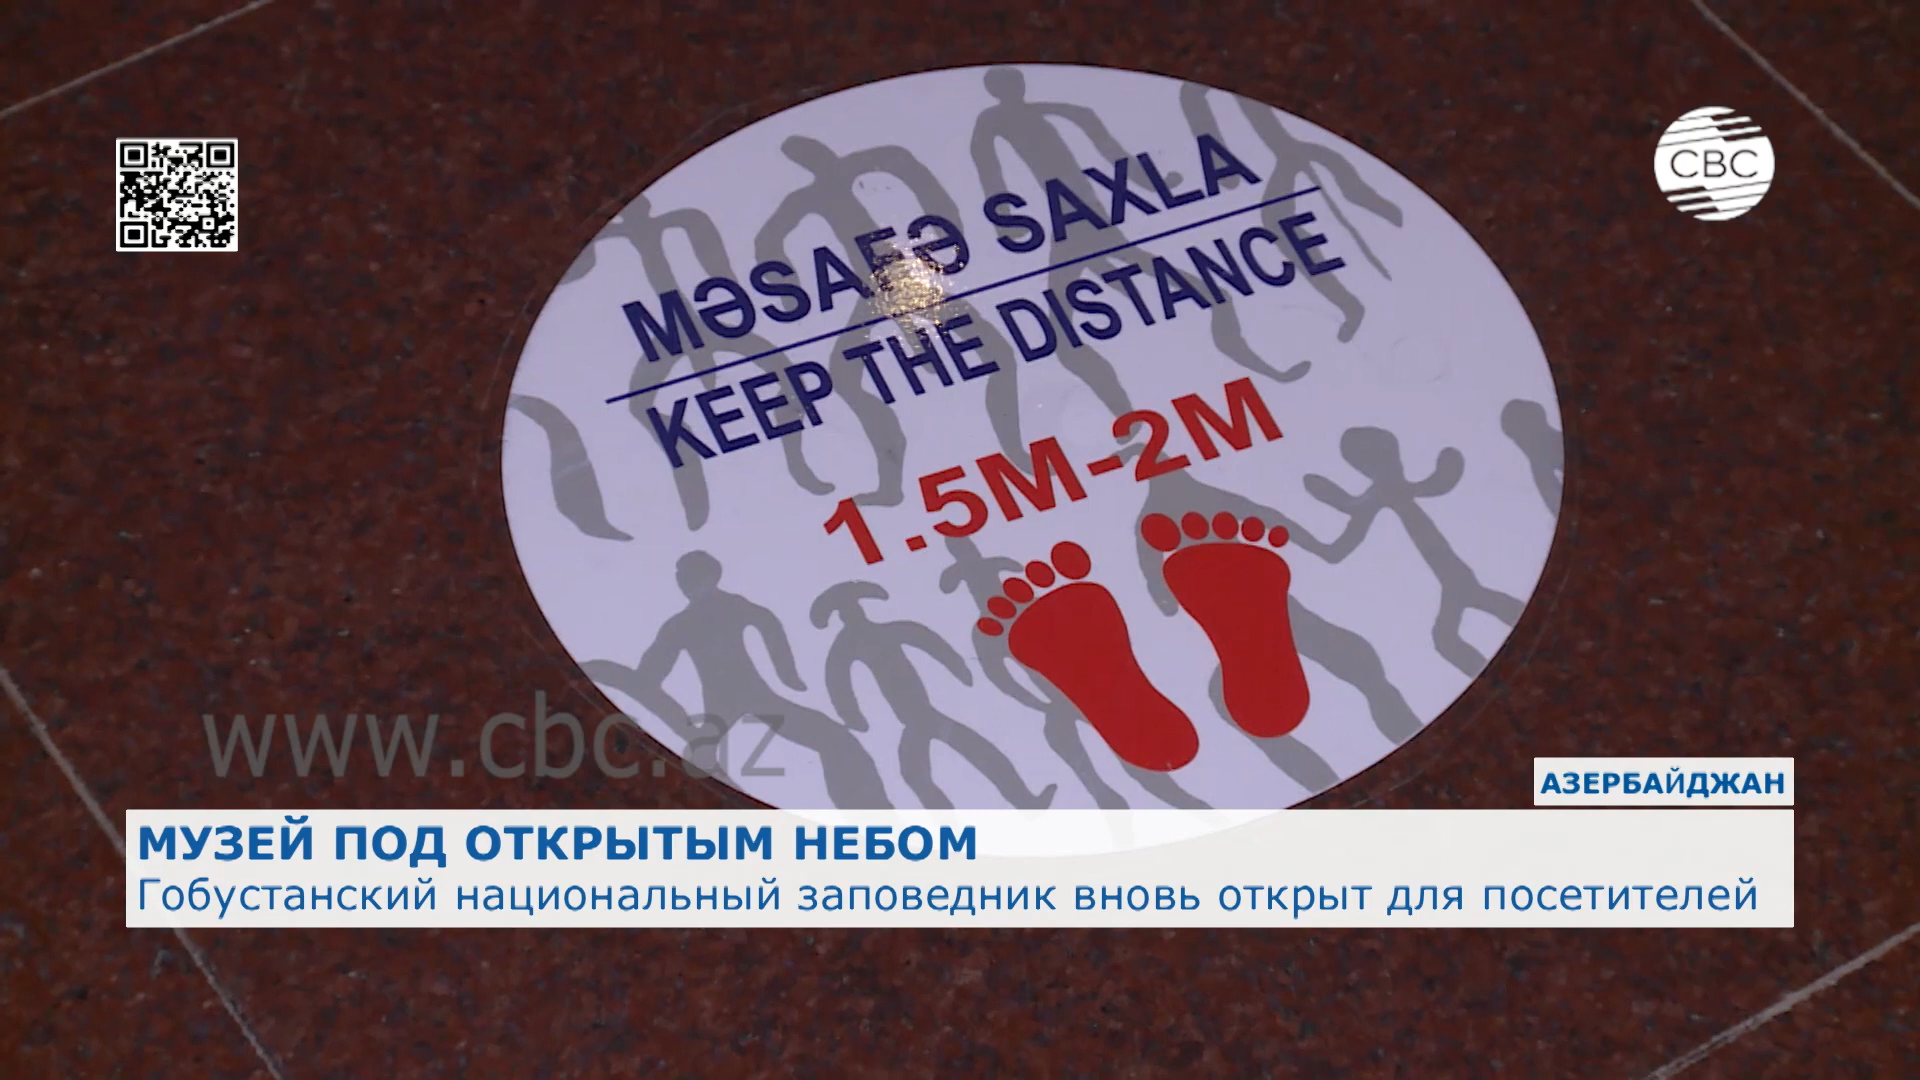 CBC
MƏSAFƏ SAXLA
KEEP THE DISTANCE
1.5M-2M
www.cbc.az
АЗЕРБАЙДЖАН
МУЗЕЙ ПОД ОТКРЫТЫМ НЕБОМ
Гобустанский национальный заповедник вновь открыт для посетителей